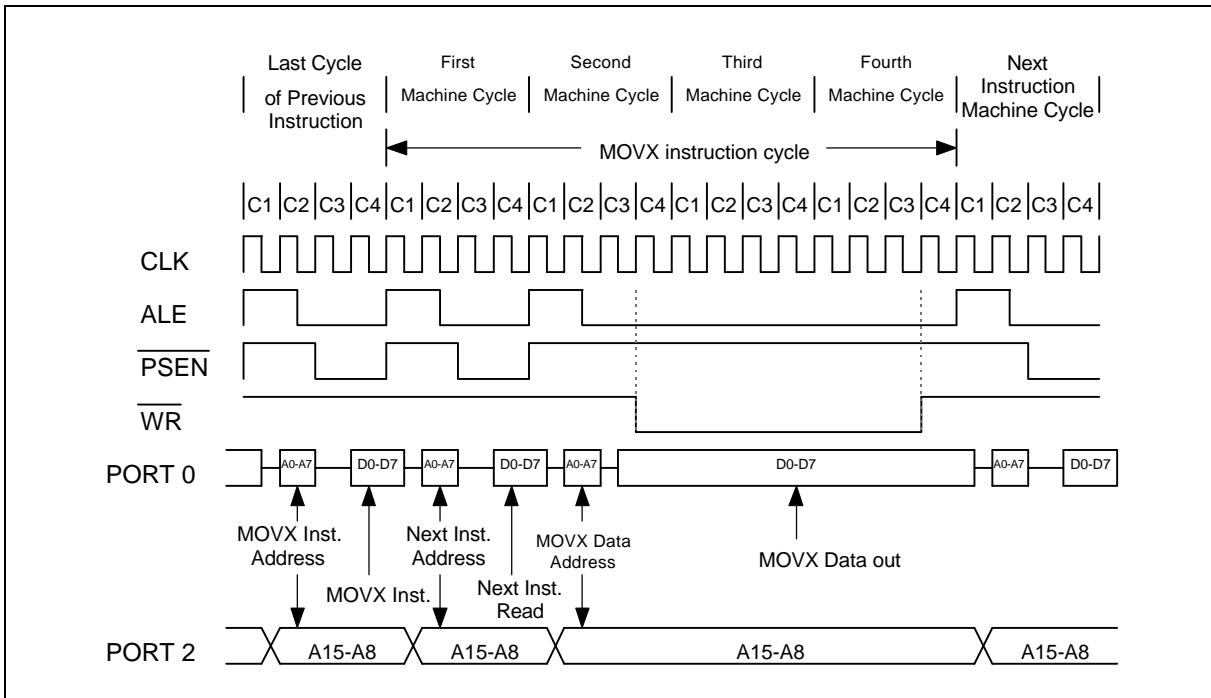 Last Cycle
of Previous
Instruction
First
Machine Cycle
Second
Machine Cycle
Third
Machine Cycle
Fourth
Machine Cycle
Next
Instruction
Machine Cycle
MOVX instruction cycle
C1 C2 C3 C4 C1 C2 C3 C4 C1 C2 C3 C4 C1 C2 C3 C4 C1 C2 C3 C4 C1 C2 C3 C4
CLK
ALE
PSEN
WR
PORT 0
A0-A7 D0-D7 A0-A7 D0-D7 A0-A7 D0-D7 A0-A7 D0-D7
MOVX Inst.
Address
MOVX Inst.
Next Inst.
Address
Next Inst.
Read
MOVX Data
Address
MOVX Data out
PORT 2
A15-A8 A15-A8 A15-A8 A15-A8